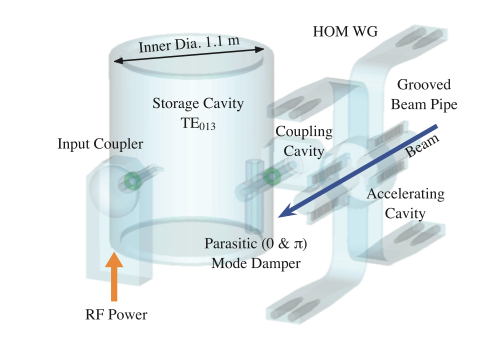 HOM WG
Inner Dia. 1.1 m
Grooved
Beam Pipe
Storage Cavity
TE013
Coupling
Cavity
Input Coupler
Beam
Accelerating
Cavity
Parasitic (0 & π)
Mode Damper
RF Power